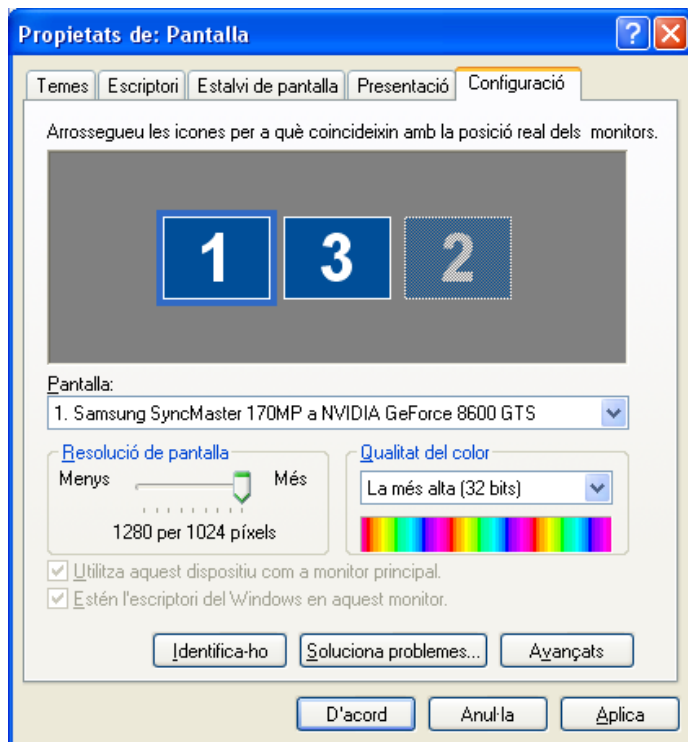 Propietats de: Pantalla
Temes Escriptori Estalvi de pantalla Presentació Configuració
Arrossegueu les icones per a què coincideixin amb la posició real dels monitors.
1 3 2
Pantalla:
1. Samsung SyncMaster 170MP a NVIDIA GeForce 8600 GTS
Resolució de pantalla Qualitat del color
Menys Més La més alta (32 bits)
1280 per 1024 píxels
Utilitza aquest dispositiu com a monitor principal.
Estén l'escriptori del Windows en aquest monitor.
Identifica-ho Soluciona problemes... Avançats
D'acord Anul·la Aplica